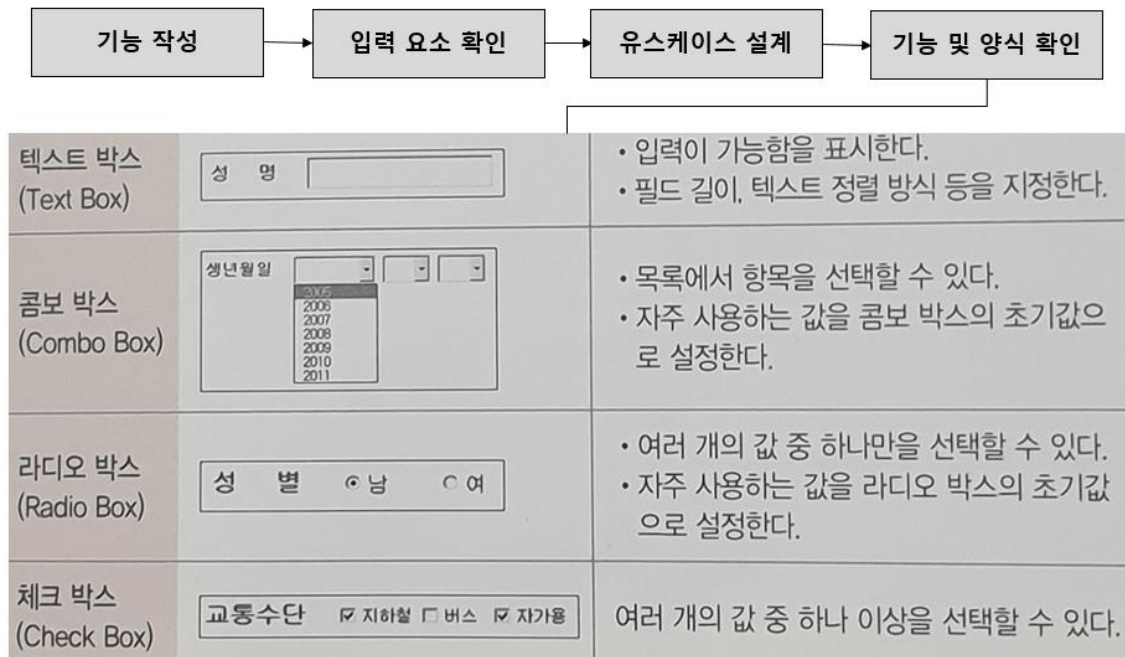 기능 작성
입력 요소 확인
유스케이스 설계
기능 및 양식 확인
텍스트 박스
(Text Box)
성 명
• 입력이 가능함을 표시한다.
• 필드 길이, 텍스트 정렬 방식 등을 지정한다.
콤보 박스
(Combo Box)
생년월일
2005
2006
2007
2008
2009
2010
2011
• 목록에서 항목을 선택할 수 있다.
• 자주 사용하는 값을 콤보 박스의 초기값으
로 설정한다.
라디오 박스
(Radio Box)
성 별 남 여
• 여러 개의 값 중 하나만을 선택할 수 있다.
• 자주 사용하는 값을 라디오 박스의 초기값
으로 설정한다.
체크 박스
(Check Box)
교통수단 지하철 버스 자가용
여러 개의 값 중 하나 이상을 선택할 수 있다.